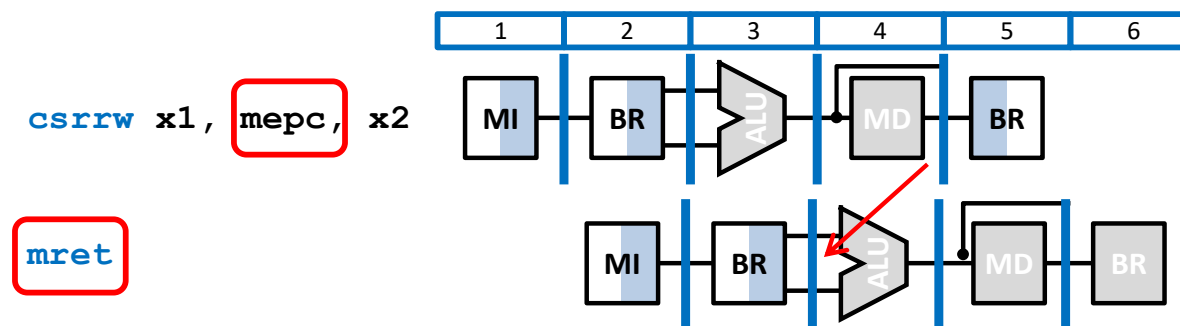 1 2 3 4 5 6
csrrw x1, mepc, x2 MI BR ALU MD BR
mret MI BR ALU MD BR